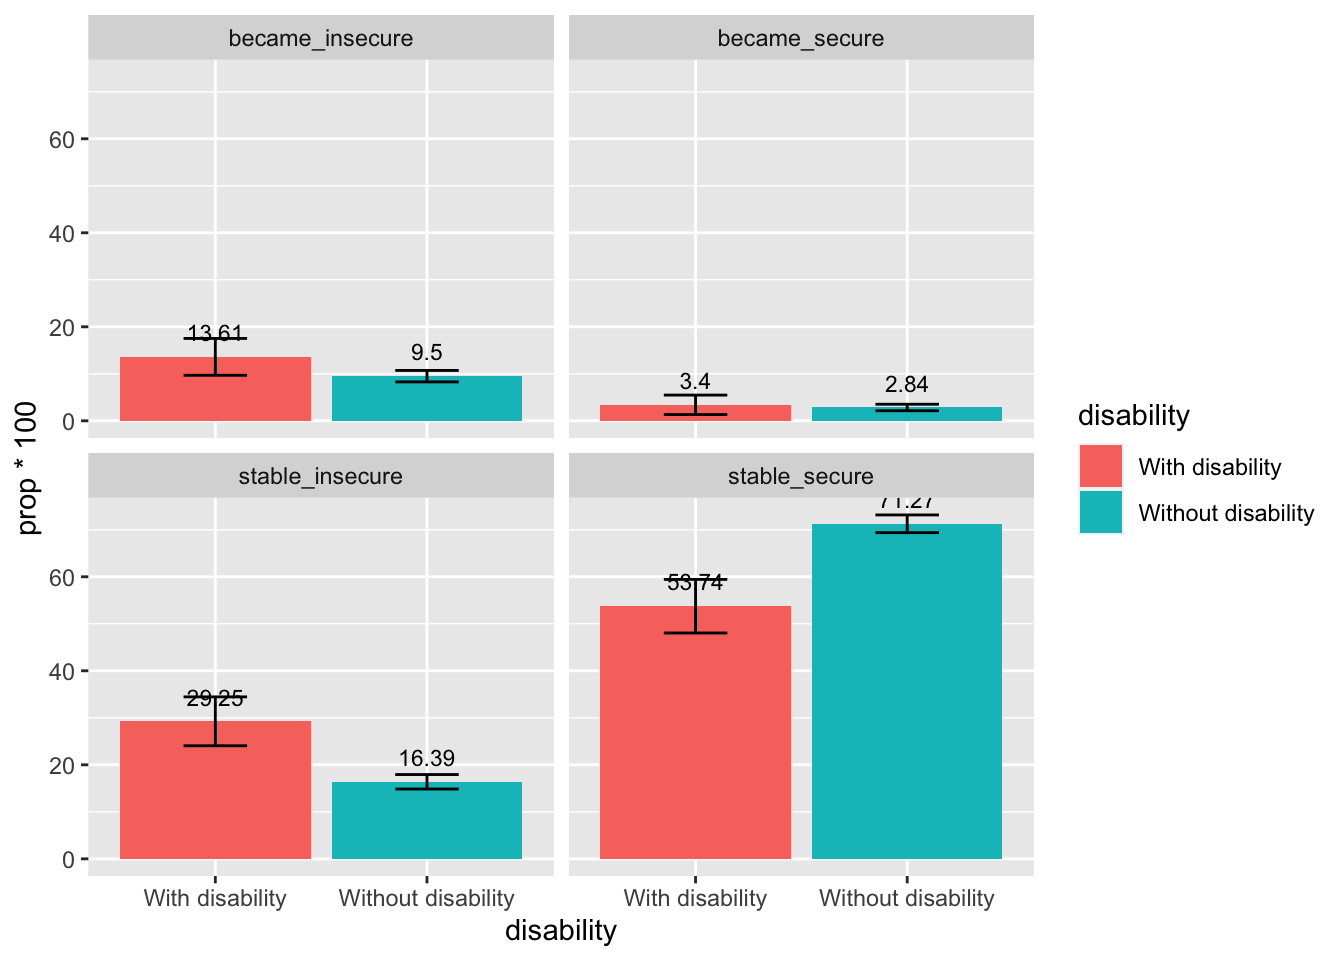 became_insecure
became_secure
60
40
20
0
13.61
9.5
3.4
2.84
stable_insecure
stable_secure
60
40
20
0
29.25
16.39
53.74
71.27
With disability
Without disability
With disability
Without disability
disability
prop * 100
disability
With disability
Without disability